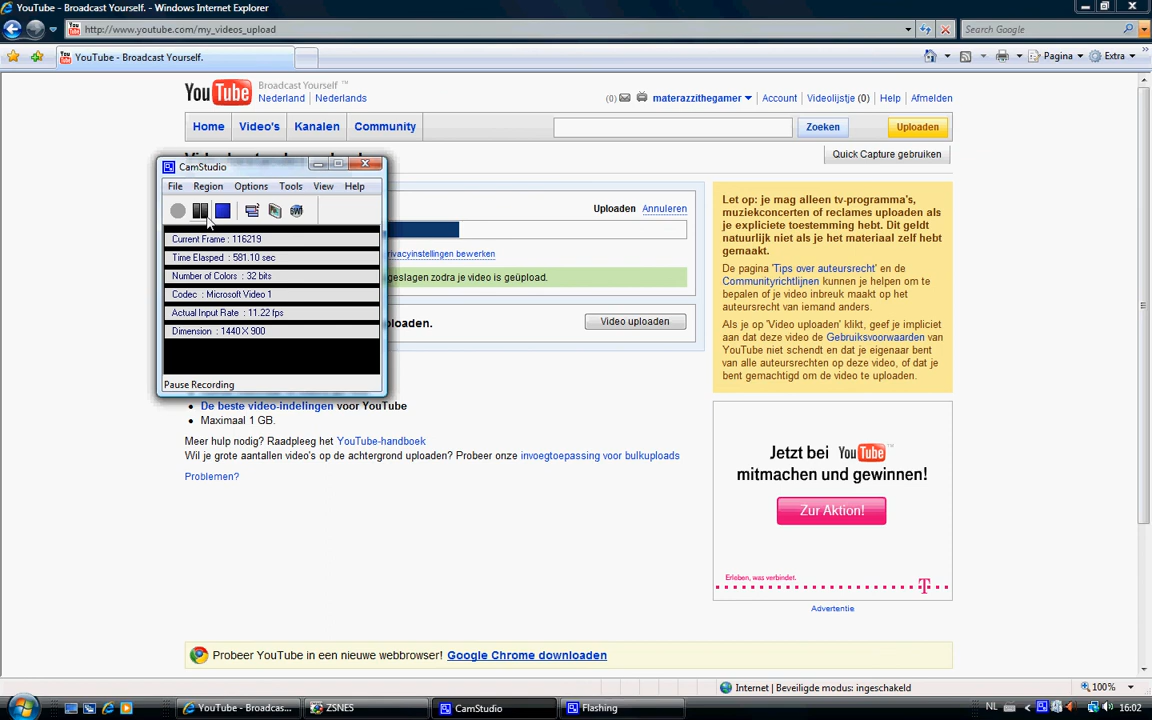 YouTube - Broadcast Yourself. - Windows Internet Explorer
http://www.youtube.com/my_videos_upload
Search Google
YouTube - Broadcast Yourself.
Pagina
Extra
You Tube
Broadcast Yourself ™
Nederland | Nederlands
(0)
materazzithegamer
Account
Videolijstje (0)
Help
Afmelden
Home
Video's
Kanalen
Community
Zoeken
Uploaden
Quick Capture gebruiken
CamStudio
File Region Options Tools View Help
Current Frame : 116219
Time Elasped : 581.10 sec
Number of Colors : 32 bits
Codec : Microsoft Video 1
Actual Input Rate : 11.22 fps
Dimension : 1440 X 900
Pause Recording
Uploaden Annuleren
rivacyinstellingen bewerken
geslagen zodra je video is geüpload.
loaden.
Video uploaden
De beste video-indelingen voor YouTube
Maximaal 1 GB.
Meer hulp nodig? Raadpleeg het YouTube-handboek
Wil je grote aantallen video's op de achtergrond uploaden? Probeer onze invoegtoepassing voor bulkuploads
Problemen?
Let op: je mag alleen tv-programma's,
muziekconcerten of reclames uploaden als
je expliciete toestemming hebt. Dit geldt
natuurlijk niet als je het materiaal zelf hebt
gemaakt.
De pagina 'Tips over auteursrecht' en de
Communityrichtlijnen kunnen je helpen om te
bepalen of je video inbreuk maakt op het
auteursrecht van iemand anders.
Als je op 'Video uploaden' klikt, geef je impliciet
aan dat deze video de Gebruiksvoorwaarden van
YouTube niet schendt en dat je eigenaar bent
van alle auteursrechten op deze video, of dat je
bent gemachtigd om de video te uploaden.
Jetzt bei YouTube
mitmachen und gewinnen!
Zur Aktion!
Erleben, was verbindet.
T
Advertentie
Probeer YouTube in een nieuwe webbrowser! Google Chrome downloaden
Internet | Beveiligde modus: ingeschakeld
100%
YouTube - Broadcas...
ZSNES
CamStudio
Flashing
NL
16:02